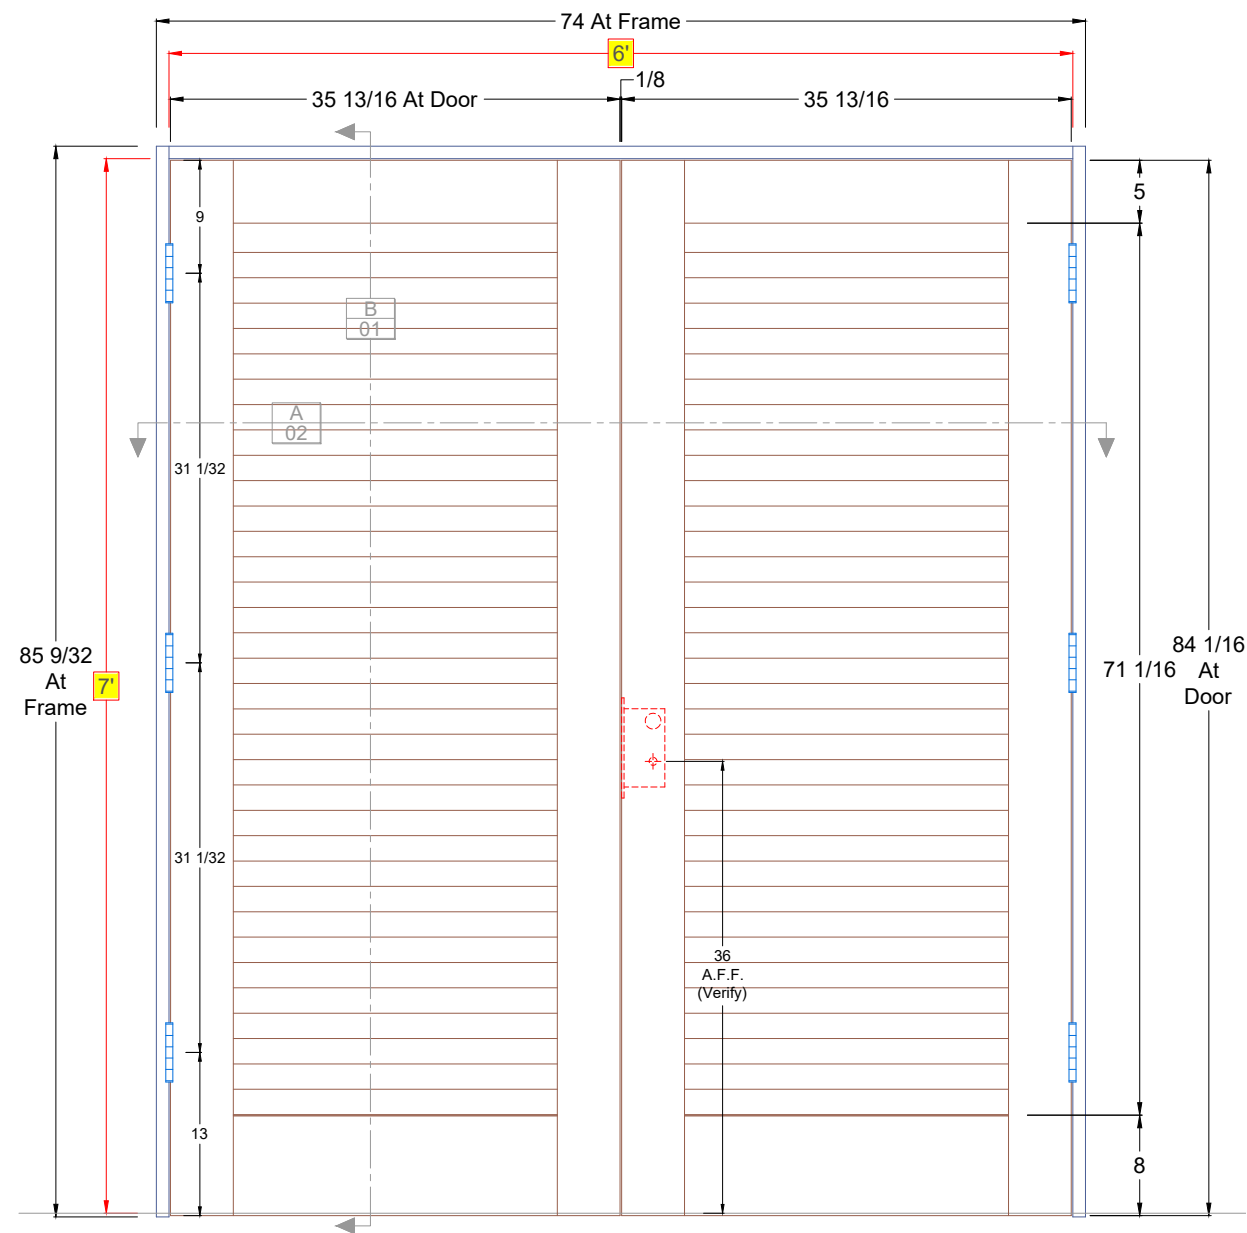 74 At Frame
6'
1/8
35 13/16 At Door
35 13/16
5
9
B
01
A
02
31 1/32
85 9/32
At
Frame
7'
71 1/16
84 1/16
At
Door
31 1/32
36
A.F.F.
(Verify)
13
8